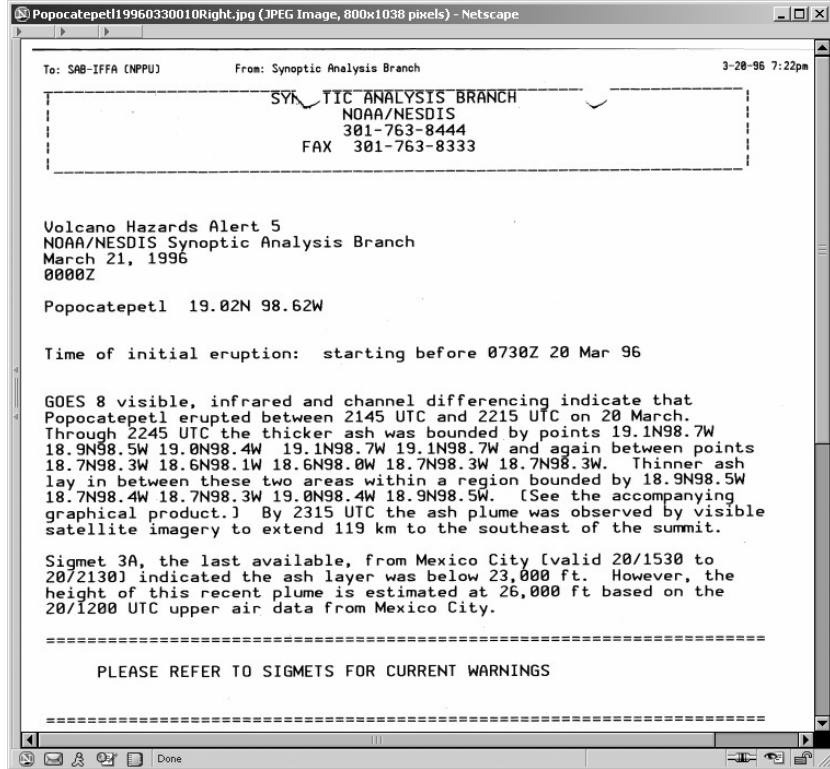 Popocatepetl19960330010Right.jpg (JPEG Image, 800x1038 pixels) - Netscape
To: SAB-IFFA [NPPU] From: Synoptic Analysis Branch 3-20-96 7:22pm
TIC ANALYSIS BRANCH
NOAA/NESDIS
301-763-8444
FAX 301-763-8333
Volcano Hazards Alert 5
NOAA/NESDIS Synoptic Analysis Branch
March 21, 1996
0000Z
Popocatepetl 19.02N 98.62W
Time of initial eruption: starting before 0730Z 20 Mar 96
GOES 8 visible, infrared and channel differencing indicate that
Popocatepetl erupted between 2145 UTC and 2215 UTC on 20 March.
Through 2245 UTC the thicker ash was bounded by points 19.1N98.7W
18.9N98.5W 19.0N98.4W 19.1N98.7W 19.1N98.7W and again between points
18.7N98.3W 18.6N98.1W 18.6N98.0W 18.7N98.3W 18.7N98.3W. Thinner ash
lay in between these two areas within a region bounded by 18.9N98.5W
18.7N98.4W 18.7N98.3W 19.0N98.4W 18.9N98.5W. [See the accompanying
graphical product.] By 2315 UTC the ash plume was observed by visible
satellite imagery to extend 119 km to the southeast of the summit.
Sigmet 3A, the last available, from Mexico City [valid 20/1530 to
20/2130] indicated the ash layer was below 23,000 ft. However, the
height of this recent plume is estimated at 26,000 ft based on the
20/1200 UTC upper air data from Mexico City.
==========================================================================
PLEASE REFER TO SIGMETS FOR CURRENT WARNINGS
==========================================================================
Done